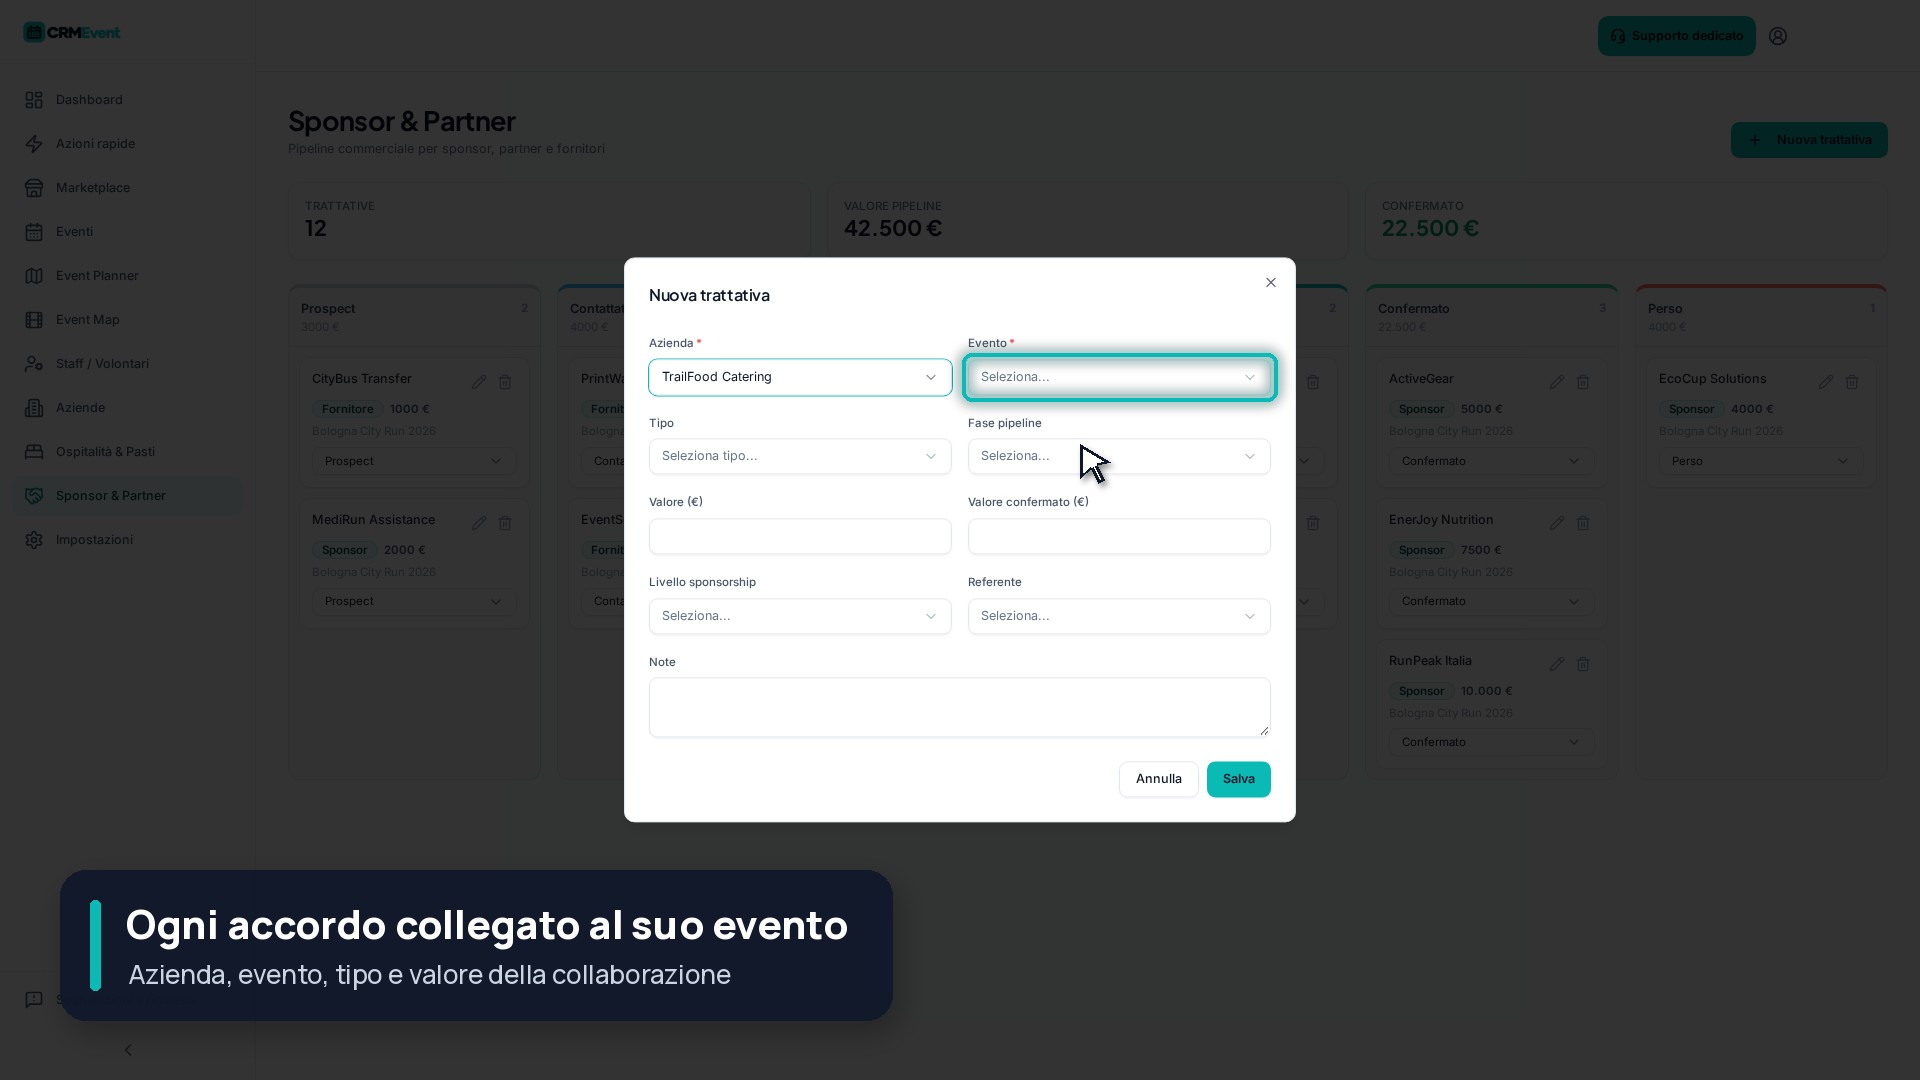 CRMEvent
Supporto dedicato
Dashboard
Azioni rapide
Marketplace
Eventi
Event Planner
Event Map
Staff / Volontari
Aziende
Ospitalità & Pasti
Sponsor & Partner
Impostazioni
Sponsor & Partner
Pipeline commerciale per sponsor, partner e fornitori
Nuova trattativa
TRATTATIVE
12
VALORE PIPELINE
42.500 €
CONFERMATO
22.500 €
Prospect 2
3000 €
CityBus Transfer
Fornitore 1000 €
Bologna City Run 2026
Prospect
MediRun Assistance
Sponsor 2000 €
Bologna City Run 2026
Prospect
4000 €
2
Nuova trattativa
Azienda *
TrailFood Catering
Evento *
Seleziona...
Tipo
Seleziona tipo...
Fase pipeline
Seleziona...
Valore (€)
Valore confermato (€)
Livello sponsorship
Seleziona...
Referente
Seleziona...
Note
Annulla
Salva
Confermato 3
22.500 €
ActiveGear
Sponsor 5000 €
Bologna City Run 2026
Confermato
EnerJoy Nutrition
Sponsor 7500 €
Bologna City Run 2026
Confermato
RunPeak Italia
Sponsor 10.000 €
Bologna City Run 2026
Confermato
Perso 1
4000 €
EcoCup Solutions
Sponsor 4000 €
Bologna City Run 2026
Perso
Ogni accordo collegato al suo evento
Azienda, evento, tipo e valore della collaborazione